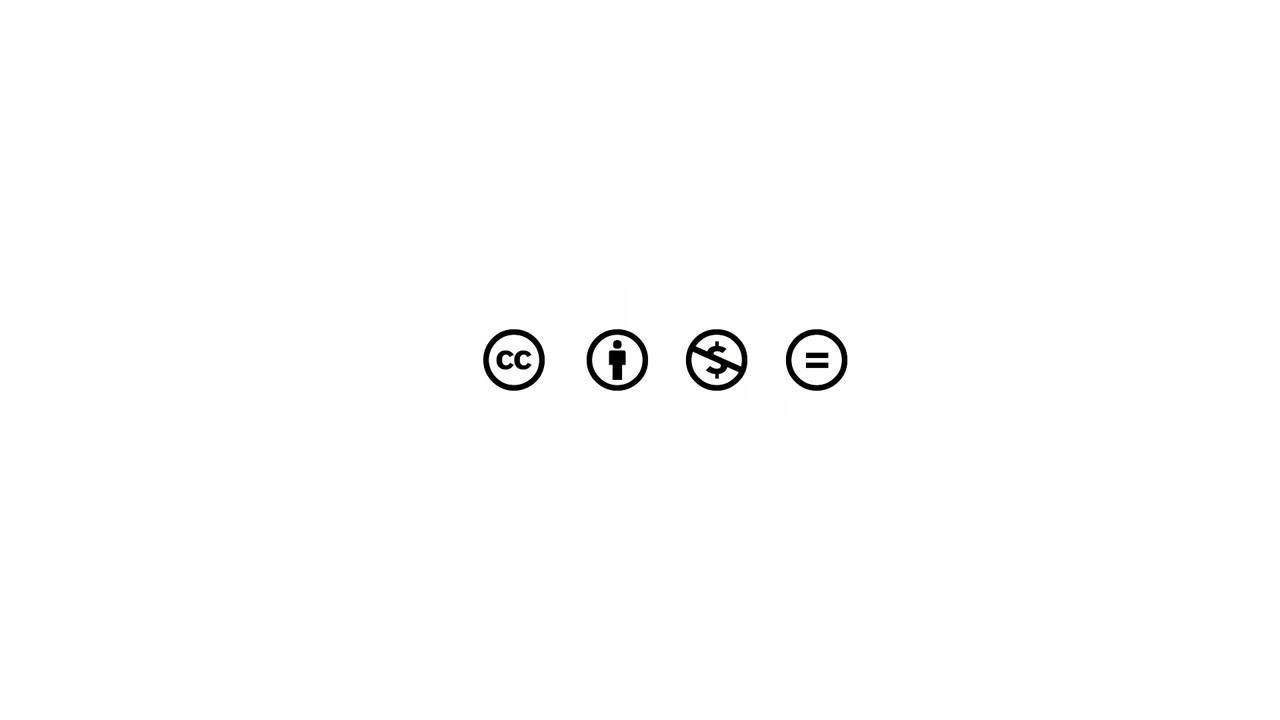 cc $ =